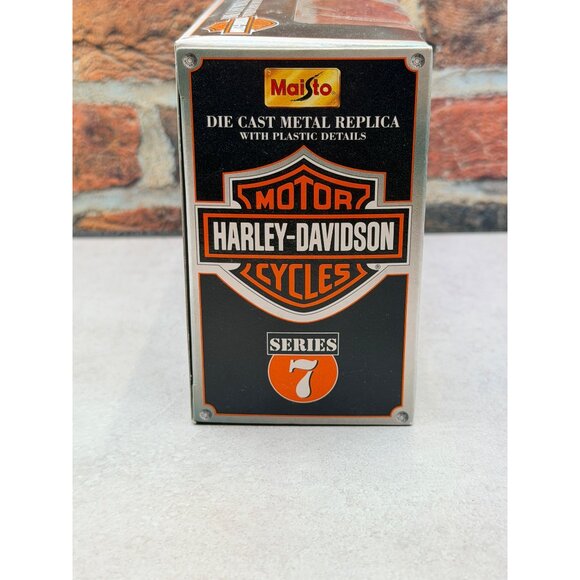 Maisto
DIE CAST METAL REPLICA
WITH PLASTIC DETAILS
MOTOR
HARLEY-DAVIDSON
CYCLES
®
SERIES
7